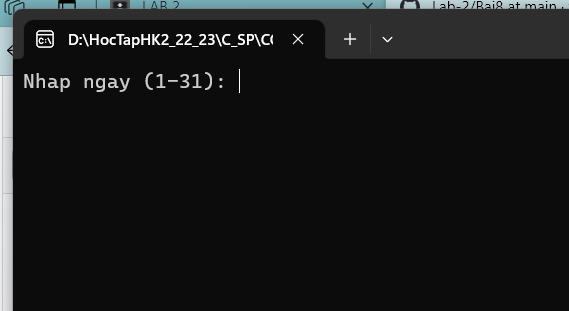 LAB 2
Lab-2/Bai8 at main ·
D:\HocTapHK2_22_23\C_SP\C
Nhap ngay (1-31):